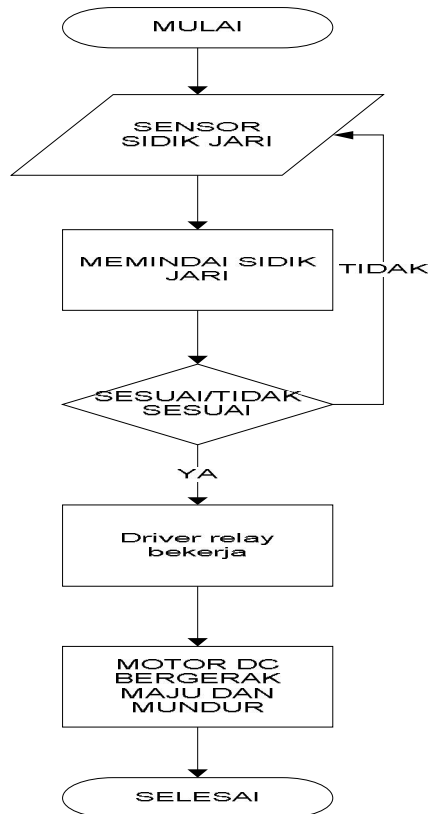 MULAI
SENSOR
SIDIK JARI
MEMINDAI SIDIK
JARI
TIDAK
SESUAI/TIDAK
SESUAI
YA
Driver relay
bekerja
MOTOR DC
BERGERAK
MAJU DAN
MUNDUR
SELESAI